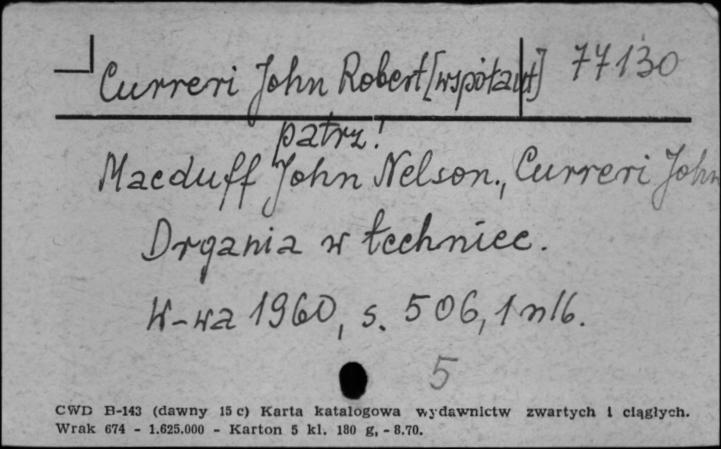 Curreri John Robert [współaut] 77130
patrz!
Macduff John Nelson., Curreri John
Drgania w technice.
W-wa 1960, s. 506, 1 nlb.
5
CWD B-143 (dawny 15 c) Karta katalogowa wydawnictw zwartych i ciągłych.
Wrak 674 - 1.625.000 - Karton 5 kl. 180 g, - 8.70.